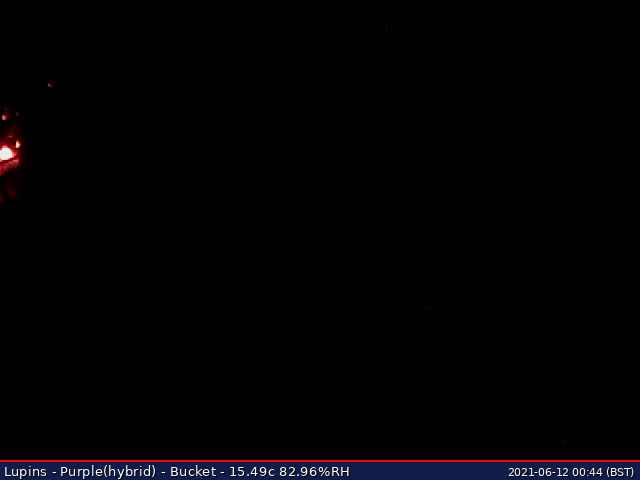 Lupins - Purple(hybrid) - Bucket - 15.49c 82.96%RH
2021-06-12 00:44 (BST)